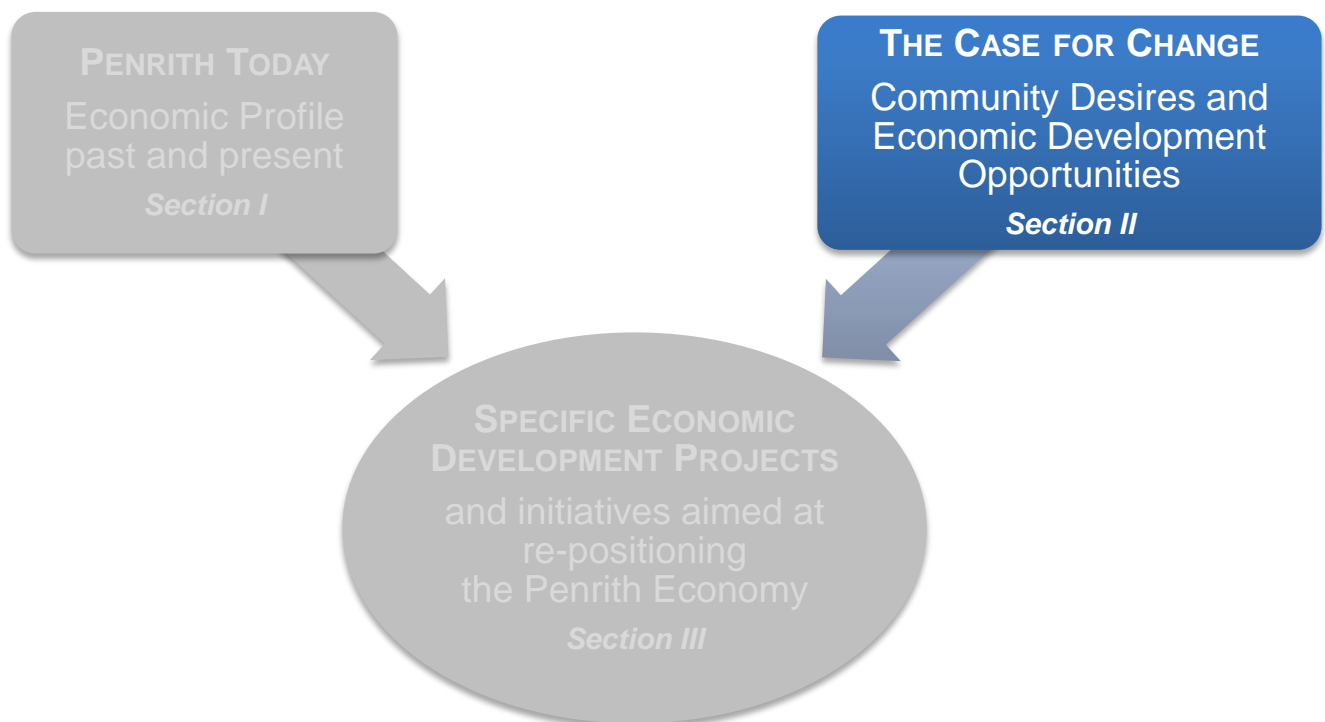 PENRITH TODAY
Economic Profile
past and present
Section I
THE CASE FOR CHANGE
Community Desires and
Economic Development
Opportunities
Section II
SPECIFIC ECONOMIC
DEVELOPMENT PROJECTS
and initiatives aimed at
re-positioning
the Penrith Economy
Section III